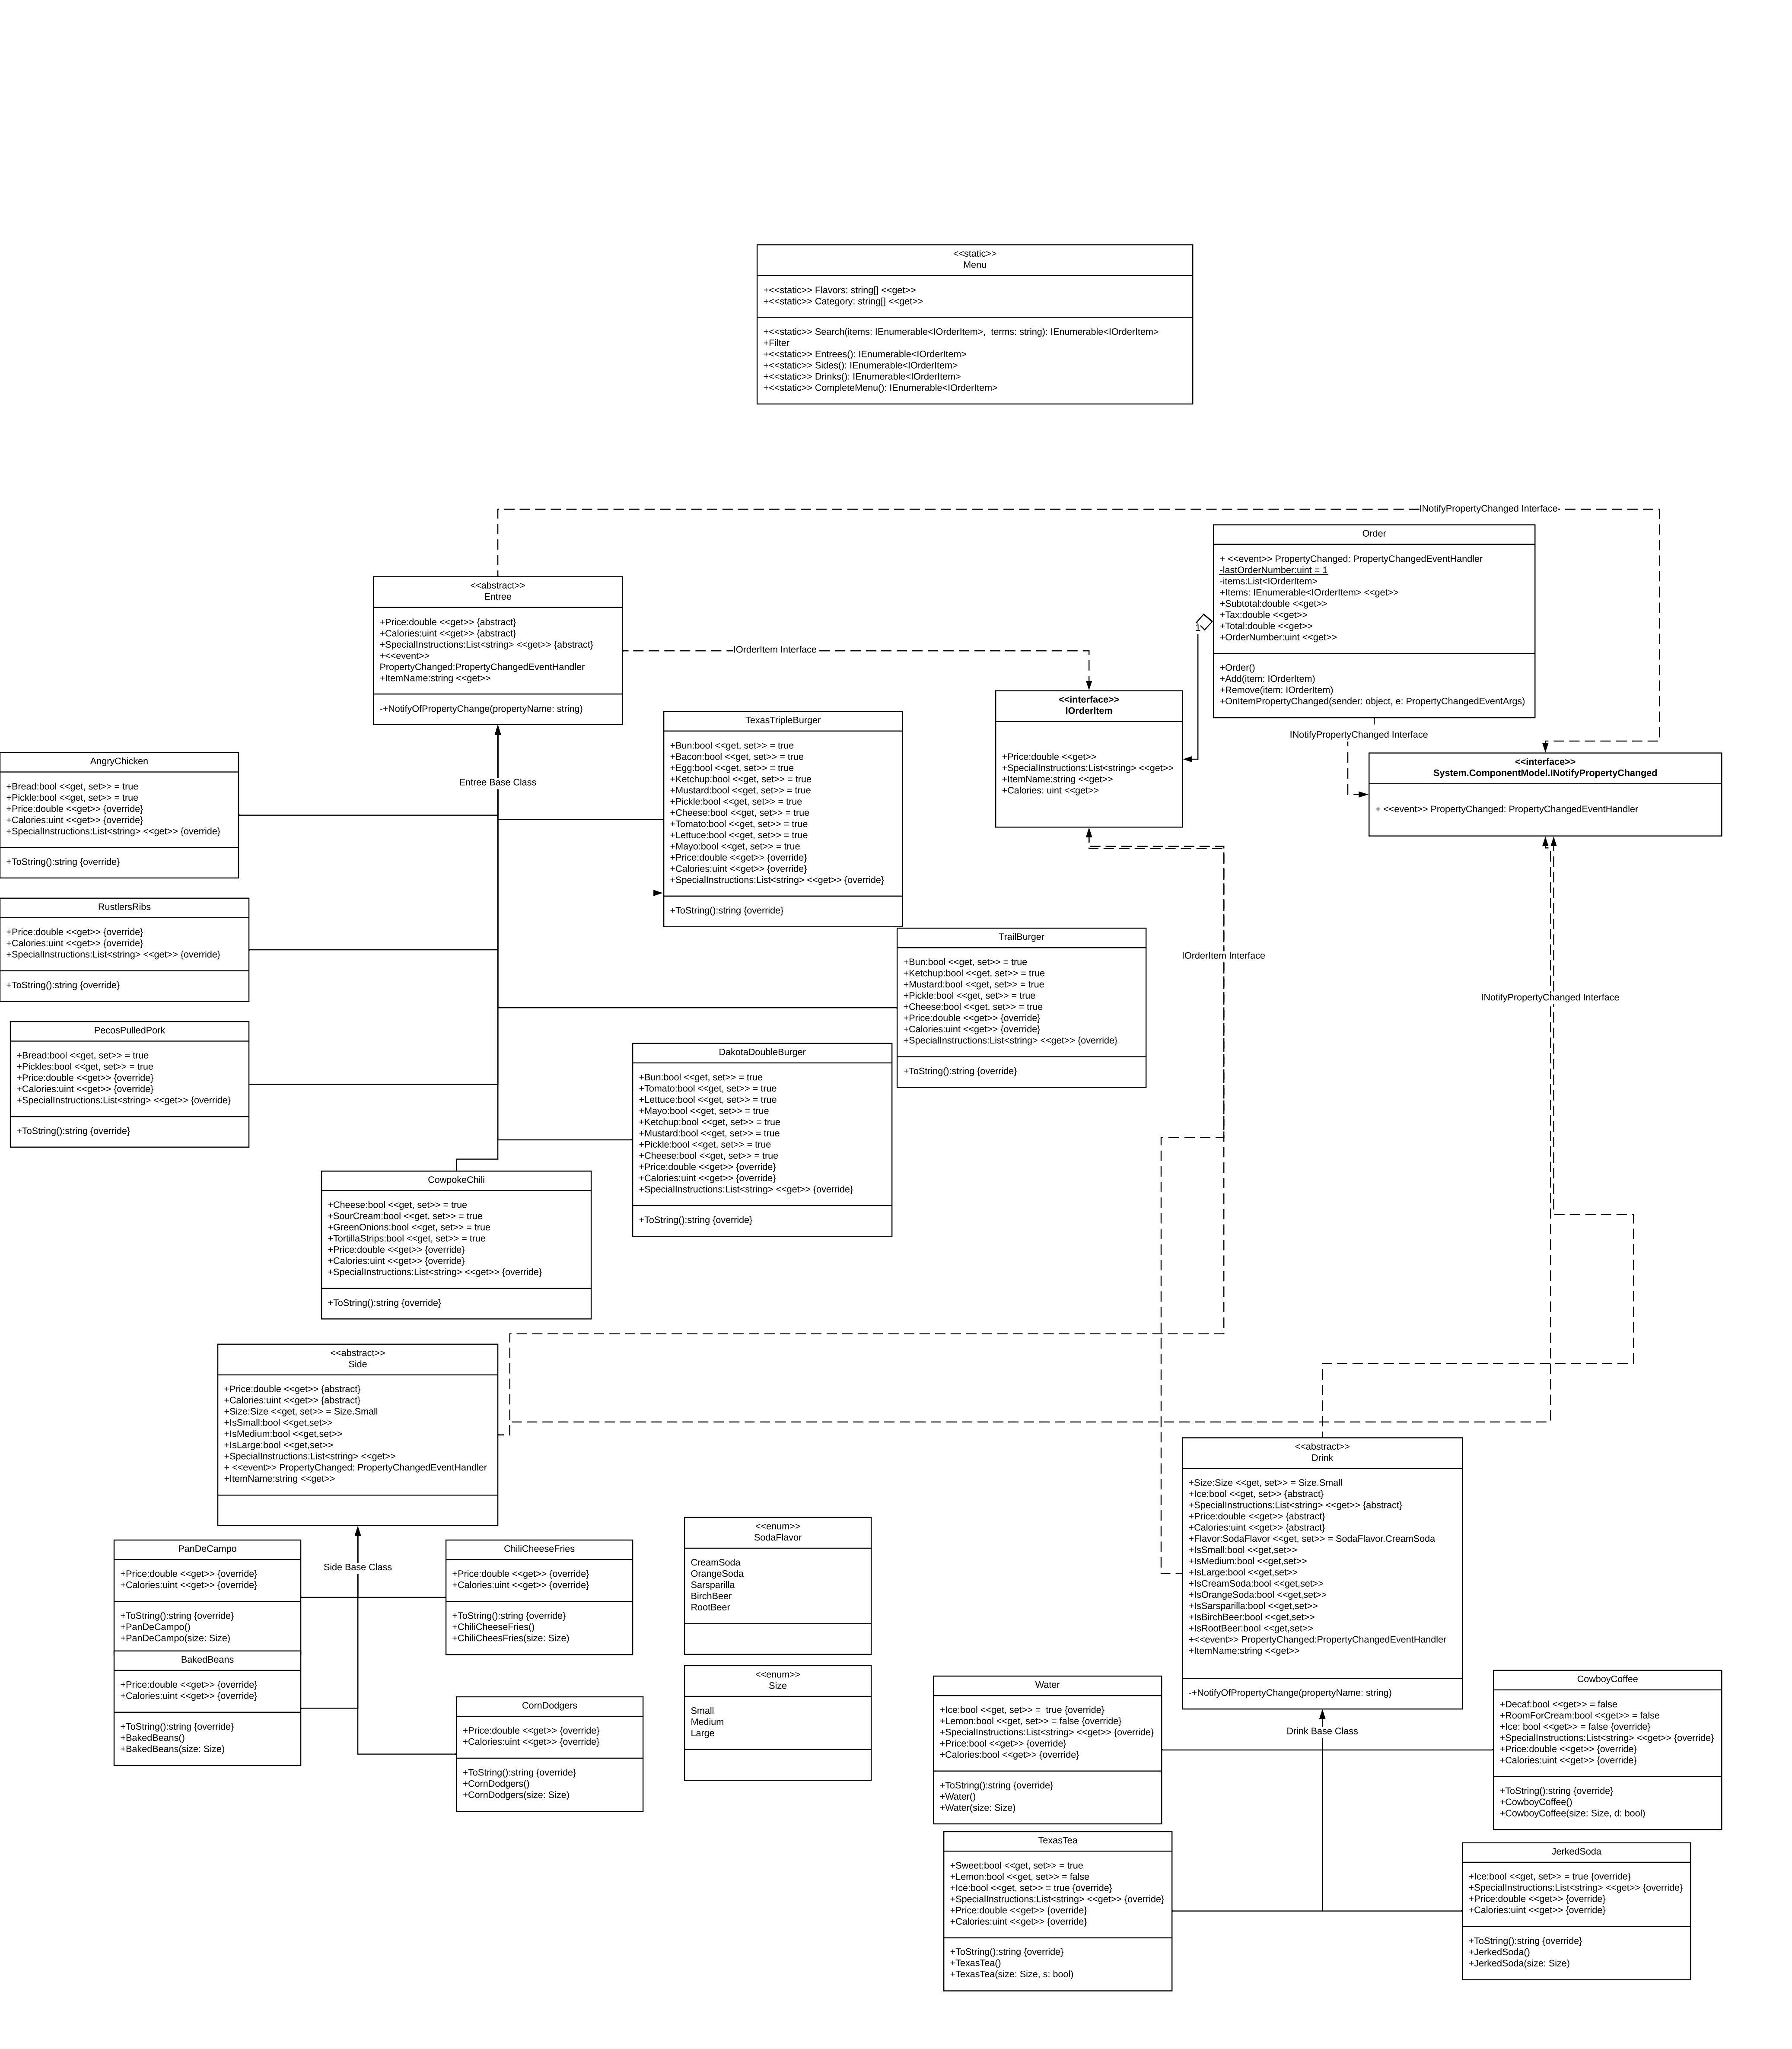 <<static>>
Menu
+<<static>> Flavors: string[] <<get>>
+<<static>> Category: string[] <<get>>
+<<static>> Search(items: IEnumerable<IOrderItem>,  terms: string): IEnumerable<IOrderItem>
+Filter
+<<static>> Entrees(): IEnumerable<IOrderItem>
+<<static>> Sides(): IEnumerable<IOrderItem>
+<<static>> Drinks(): IEnumerable<IOrderItem>
+<<static>> CompleteMenu(): IEnumerable<IOrderItem>
INotifyPropertyChanged Interface
Order
+ <<event>> PropertyChanged: PropertyChangedEventHandler
-lastOrderNumber:uint = 1
-items:List<IOrderItem>
+Items: IEnumerable<IOrderItem> <<get>>
+Subtotal:double <<get>>
+Tax:double <<get>>
+Total:double <<get>>
+OrderNumber:uint <<get>>
+Order()
+Add(item: IOrderItem)
+Remove(item: IOrderItem)
+OnItemPropertyChanged(sender: object, e: PropertyChangedEventArgs)
1
<<abstract>>
Entree
+Price:double <<get>> {abstract}
+Calories:uint <<get>> {abstract}
+SpecialInstructions:List<string> <<get>> {abstract}
+<<event>>
PropertyChanged:PropertyChangedEventHandler
+ItemName:string <<get>>
-+NotifyOfPropertyChange(propertyName: string)
IOrderItem Interface
<<interface>>
IOrderItem
+Price:double <<get>>
+SpecialInstructions:List<string> <<get>>
+ItemName:string <<get>>
+Calories: uint <<get>>
INotifyPropertyChanged Interface
<<interface>>
System.ComponentModel.INotifyPropertyChanged
+ <<event>> PropertyChanged: PropertyChangedEventHandler
Entree Base Class
AngryChicken
+Bread:bool <<get, set>> = true
+Pickle:bool <<get, set>> = true
+Price:double <<get>> {override}
+Calories:uint <<get>> {override}
+SpecialInstructions:List<string> <<get>> {override}
+ToString():string {override}
TexasTripleBurger
+Bun:bool <<get, set>> = true
+Bacon:bool <<get, set>> = true
+Egg:bool <<get, set>> = true
+Ketchup:bool <<get, set>> = true
+Mustard:bool <<get, set>> = true
+Pickle:bool <<get, set>> = true
+Cheese:bool <<get, set>> = true
+Tomato:bool <<get, set>> = true
+Lettuce:bool <<get, set>> = true
+Mayo:bool <<get, set>> = true
+Price:double <<get>> {override}
+Calories:uint <<get>> {override}
+SpecialInstructions:List<string> <<get>> {override}
+ToString():string {override}
RustlersRibs
+Price:double <<get>> {override}
+Calories:uint <<get>> {override}
+SpecialInstructions:List<string> <<get>> {override}
+ToString():string {override}
TrailBurger
+Bun:bool <<get, set>> = true
+Ketchup:bool <<get, set>> = true
+Mustard:bool <<get, set>> = true
+Pickle:bool <<get, set>> = true
+Cheese:bool <<get, set>> = true
+Price:double <<get>> {override}
+Calories:uint <<get>> {override}
+SpecialInstructions:List<string> <<get>> {override}
+ToString():string {override}
IOrderItem Interface
INotifyPropertyChanged Interface
PecosPulledPork
+Bread:bool <<get, set>> = true
+Pickles:bool <<get, set>> = true
+Price:double <<get>> {override}
+Calories:uint <<get>> {override}
+SpecialInstructions:List<string> <<get>> {override}
+ToString():string {override}
DakotaDoubleBurger
+Bun:bool <<get, set>> = true
+Tomato:bool <<get, set>> = true
+Lettuce:bool <<get, set>> = true
+Mayo:bool <<get, set>> = true
+Ketchup:bool <<get, set>> = true
+Mustard:bool <<get, set>> = true
+Pickle:bool <<get, set>> = true
+Cheese:bool <<get, set>> = true
+Price:double <<get>> {override}
+Calories:uint <<get>> {override}
+SpecialInstructions:List<string> <<get>> {override}
+ToString():string {override}
CowpokeChili
+Cheese:bool <<get, set>> = true
+SourCream:bool <<get, set>> = true
+GreenOnions:bool <<get, set>> = true
+TortillaStrips:bool <<get, set>> = true
+Price:double <<get>> {override}
+Calories:uint <<get>> {override}
+SpecialInstructions:List<string> <<get>> {override}
+ToString():string {override}
<<abstract>>
Side
+Price:double <<get>> {abstract}
+Calories:uint <<get>> {abstract}
+Size:Size <<get, set>> = Size.Small
+IsSmall:bool <<get,set>>
+IsMedium:bool <<get,set>>
+IsLarge:bool <<get,set>>
+SpecialInstructions:List<string> <<get>>
+ <<event>> PropertyChanged: PropertyChangedEventHandler
+ItemName:string <<get>>
<<abstract>>
Drink
+Size:Size <<get, set>> = Size.Small
+Ice:bool <<get, set>> {abstract}
+SpecialInstructions:List<string> <<get>> {abstract}
+Price:double <<get>> {abstract}
+Calories:uint <<get>> {abstract}
+Flavor:SodaFlavor <<get, set>> = SodaFlavor.CreamSoda
+IsSmall:bool <<get,set>>
+IsMedium:bool <<get,set>>
+IsLarge:bool <<get,set>>
+IsCreamSoda:bool <<get,set>>
+IsOrangeSoda:bool <<get,set>>
+IsSarsparilla:bool <<get,set>>
+IsBirchBeer:bool <<get,set>>
+IsRootBeer:bool <<get,set>>
+<<event>> PropertyChanged:PropertyChangedEventHandler
+ItemName:string <<get>>
-+NotifyOfPropertyChange(propertyName: string)
PanDeCampo
+Price:double <<get>> {override}
+Calories:uint <<get>> {override}
+ToString():string {override}
+PanDeCampo()
+PanDeCampo(size: Size)
Side Base Class
ChiliCheeseFries
+Price:double <<get>> {override}
+Calories:uint <<get>> {override}
+ToString():string {override}
+ChiliCheeseFries()
+ChiliCheesFries(size: Size)
<<enum>>
SodaFlavor
CreamSoda
OrangeSoda
Sarsparilla
BirchBeer
RootBeer
BakedBeans
+Price:double <<get>> {override}
+Calories:uint <<get>> {override}
+ToString():string {override}
+BakedBeans()
+BakedBeans(size: Size)
CornDodgers
+Price:double <<get>> {override}
+Calories:uint <<get>> {override}
+ToString():string {override}
+CornDodgers()
+CornDodgers(size: Size)
<<enum>>
Size
Small
Medium
Large
Water
+Ice:bool <<get, set>> =  true {override}
+Lemon:bool <<get, set>> = false {override}
+SpecialInstructions:List<string> <<get>> {override}
+Price:bool <<get>> {override}
+Calories:bool <<get>> {override}
+ToString():string {override}
+Water()
+Water(size: Size)
Drink Base Class
CowboyCoffee
+Decaf:bool <<get>> = false
+RoomForCream:bool <<get>> = false
+Ice: bool <<get>> = false {override}
+SpecialInstructions:List<string> <<get>> {override}
+Price:double <<get>> {override}
+Calories:uint <<get>> {override}
+ToString():string {override}
+CowboyCoffee()
+CowboyCoffee(size: Size, d: bool)
TexasTea
+Sweet:bool <<get, set>> = true
+Lemon:bool <<get, set>> = false
+Ice:bool <<get, set>> = true {override}
+SpecialInstructions:List<string> <<get>> {override}
+Price:double <<get>> {override}
+Calories:uint <<get>> {override}
+ToString():string {override}
+TexasTea()
+TexasTea(size: Size, s: bool)
JerkedSoda
+Ice:bool <<get, set>> = true {override}
+SpecialInstructions:List<string> <<get>> {override}
+Price:double <<get>> {override}
+Calories:uint <<get>> {override}
+ToString():string {override}
+JerkedSoda()
+JerkedSoda(size: Size)